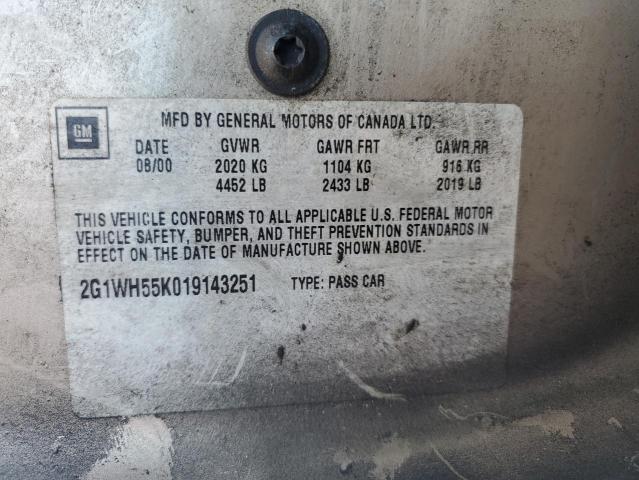 GM
MFD BY GENERAL MOTORS OF CANADA LTD.
DATE GVWR GAWR FRT GAWR RR
08/00 2020 KG 1104 KG 916 KG
4452 LB 2433 LB 2019 LB
THIS VEHICLE CONFORMS TO ALL APPLICABLE U.S. FEDERAL MOTOR
VEHICLE SAFETY, BUMPER, AND THEFT PREVENTION STANDARDS IN
EFFECT ON THE DATE OF MANUFACTURE SHOWN ABOVE.
2G1WH55K019143251 TYPE: PASS CAR